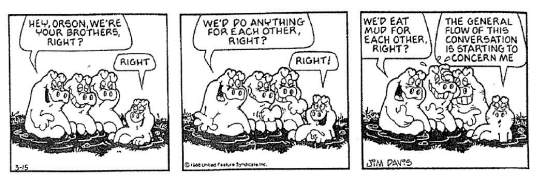 HEY, ORSON, WE'RE
YOUR BROTHERS,
RIGHT?
RIGHT
3-15
WE'D DO ANYTHING
FOR EACH OTHER,
RIGHT?
RIGHT!
United Feature Syndicate, Inc.
WE'D EAT
MUD FOR
EACH OTHER,
RIGHT?
THE GENERAL
FLOW OF THIS
CONVERSATION
IS STARTING TO
CONCERN ME
JIM DAVIS